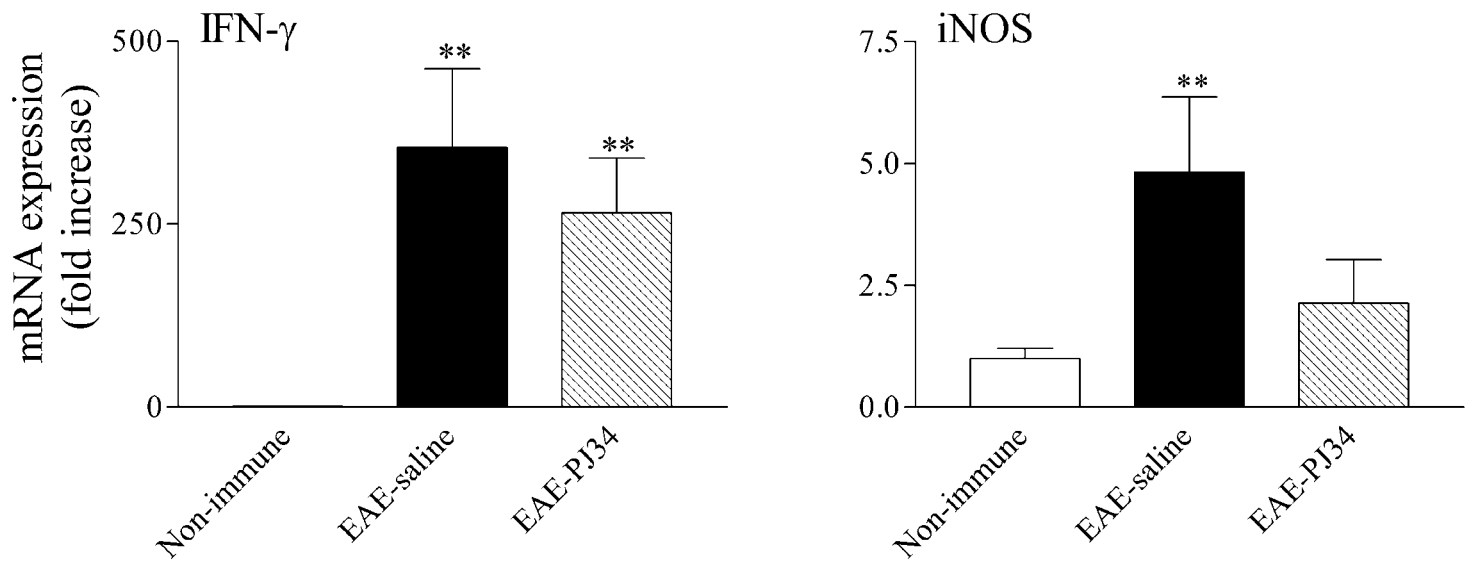 mRNA expression
(fold increase)
IFN-γ
500
250
0
**
**
Non-immune
EAE-saline
EAE-PJ34
iNOS
7.5
5.0
2.5
0.0
**
Non-immune
EAE-saline
EAE-PJ34